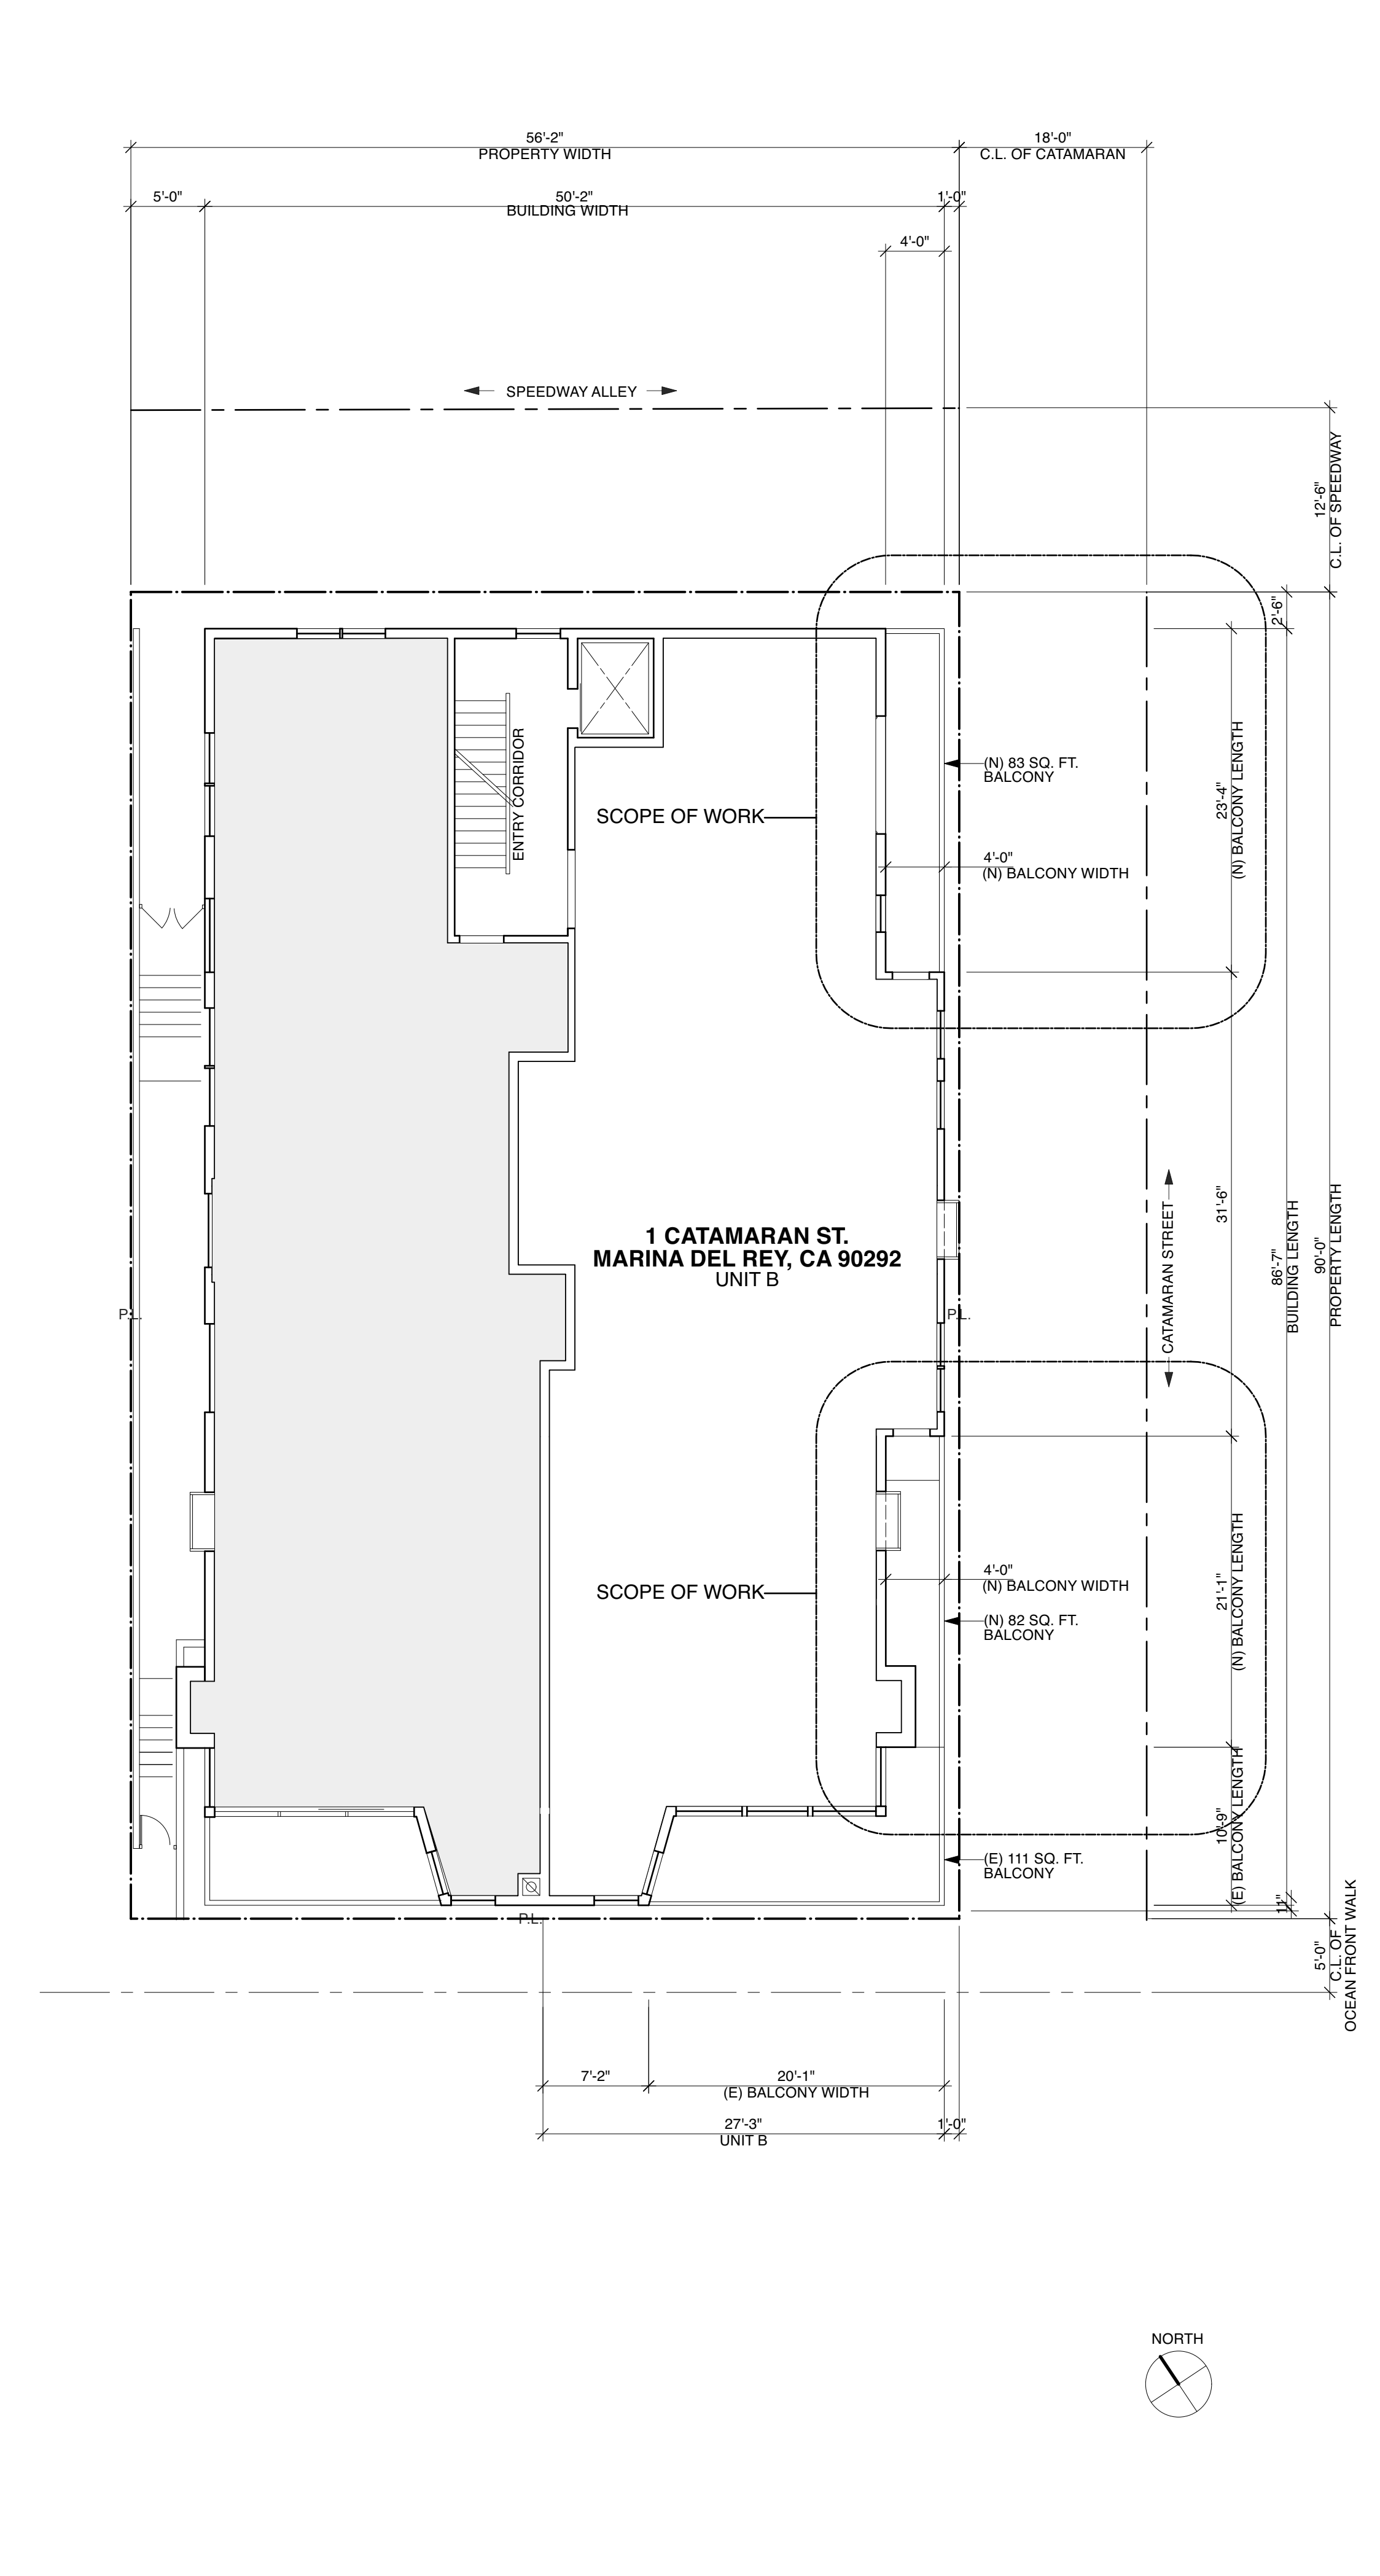 56'-2"
PROPERTY WIDTH
18'-0"
C.L. OF CATAMARAN
5'-0"
50'-2"
BUILDING WIDTH
1'-0"
4'-0"
SPEEDWAY ALLEY
12'-6"
C.L. OF SPEEDWAY
2'-6"
ENTRY CORRIDOR
SCOPE OF WORK
(N) 83 SQ. FT.
BALCONY
4'-0"
(N) BALCONY WIDTH
23'-4"
(N) BALCONY LENGTH
1 CATAMARAN ST.
MARINA DEL REY, CA 90292
UNIT B
P.L.
P.L.
CATAMARAN STREET
31'-6"
86'-7"
BUILDING LENGTH
90'-0"
PROPERTY LENGTH
SCOPE OF WORK
4'-0"
(N) BALCONY WIDTH
(N) 82 SQ. FT.
BALCONY
21'-1"
(N) BALCONY LENGTH
(E) 111 SQ. FT.
BALCONY
10'-9"
(E) BALCONY LENGTH
11"
P.L.
5'-0"
C.L. OF
OCEAN FRONT WALK
7'-2"
20'-1"
(E) BALCONY WIDTH
27'-3"
UNIT B
1'-0"
NORTH